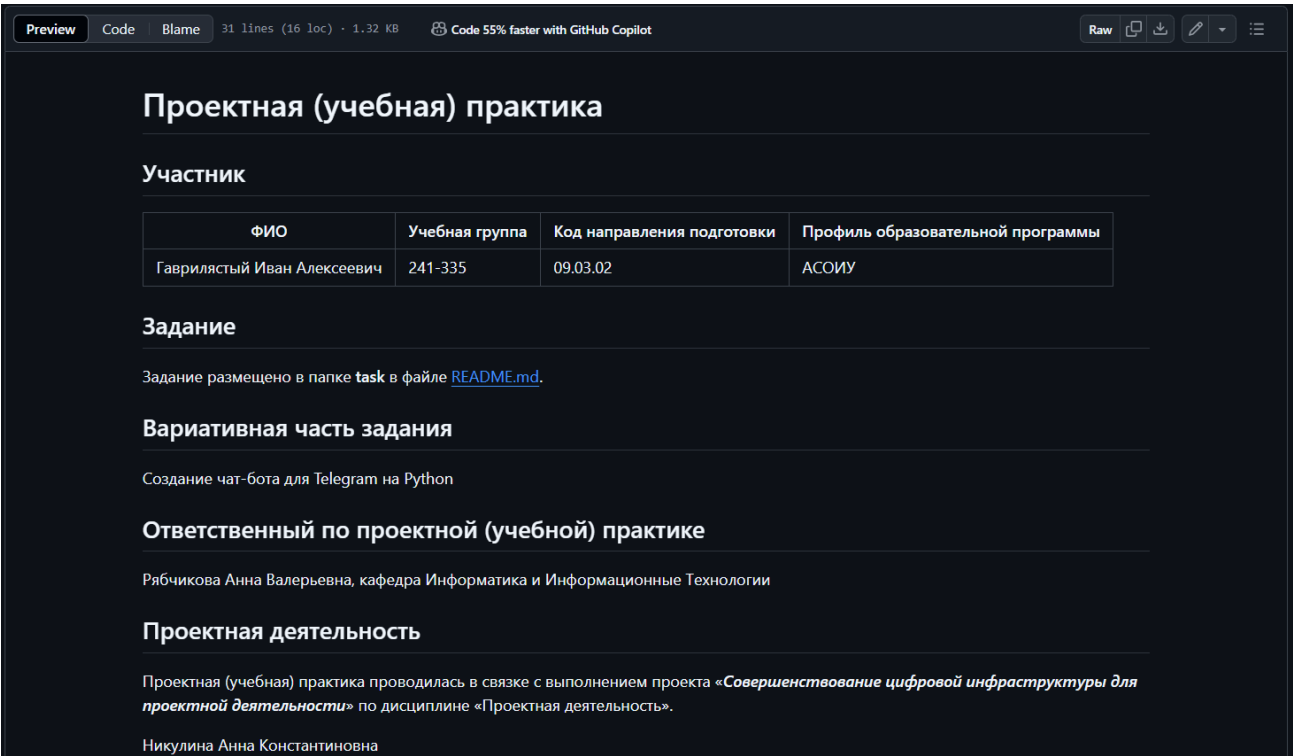 Preview Code Blame 31 lines (16 loc) · 1.32 KB Code 55% faster with GitHub Copilot Raw
Проектная (учебная) практика
Участник
ФИО Учебная группа Код направления подготовки Профиль образовательной программы
Гаврилястый Иван Алексеевич 241-335 09.03.02 АСОИУ
Задание
Задание размещено в папке task в файле README.md.
Вариативная часть задания
Создание чат-бота для Telegram на Python
Ответственный по проектной (учебной) практике
Рябчикова Анна Валерьевна, кафедра Информатика и Информационные Технологии
Проектная деятельность
Проектная (учебная) практика проводилась в связке с выполнением проекта «Совершенствование цифровой инфраструктуры для
проектной деятельности» по дисциплине «Проектная деятельность».
Никулина Анна Константиновна